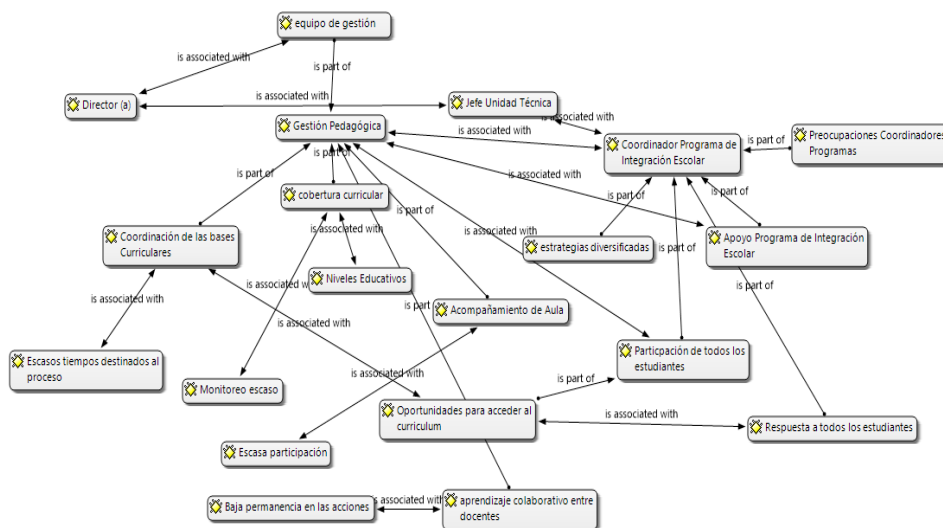 equipo de gestión
is associated with
is part of
Director (a)
is associated with
Jefe Unidad Técnica
Gestión Pedagógica
is associated with
is associated with
Coordinador Programa de
Integración Escolar
is part of
Preocupaciones Coordinadores
Programas
is part of
is part of
is associated with
cobertura curricular
is part of
is part of
is part of
Coordinación de las bases
Curriculares
is associated with
is associated with
estrategias diversificadas
is part of
Apoyo Programa de Integración
Escolar
is associated with
Niveles Educativos
is part of
is associated with
is part
Acompañamiento de Aula
is associated with
Escasos tiempos destinados al
proceso
Particpación de todos los
estudiantes
Monitoreo escaso
is associated with
is part of
Oportunidades para acceder al
curriculum
is associated with
Respuesta a todos los estudiantes
Escasa participación
Baja permanencia en las acciones
is associated with
aprendizaje colaborativo entre
docentes